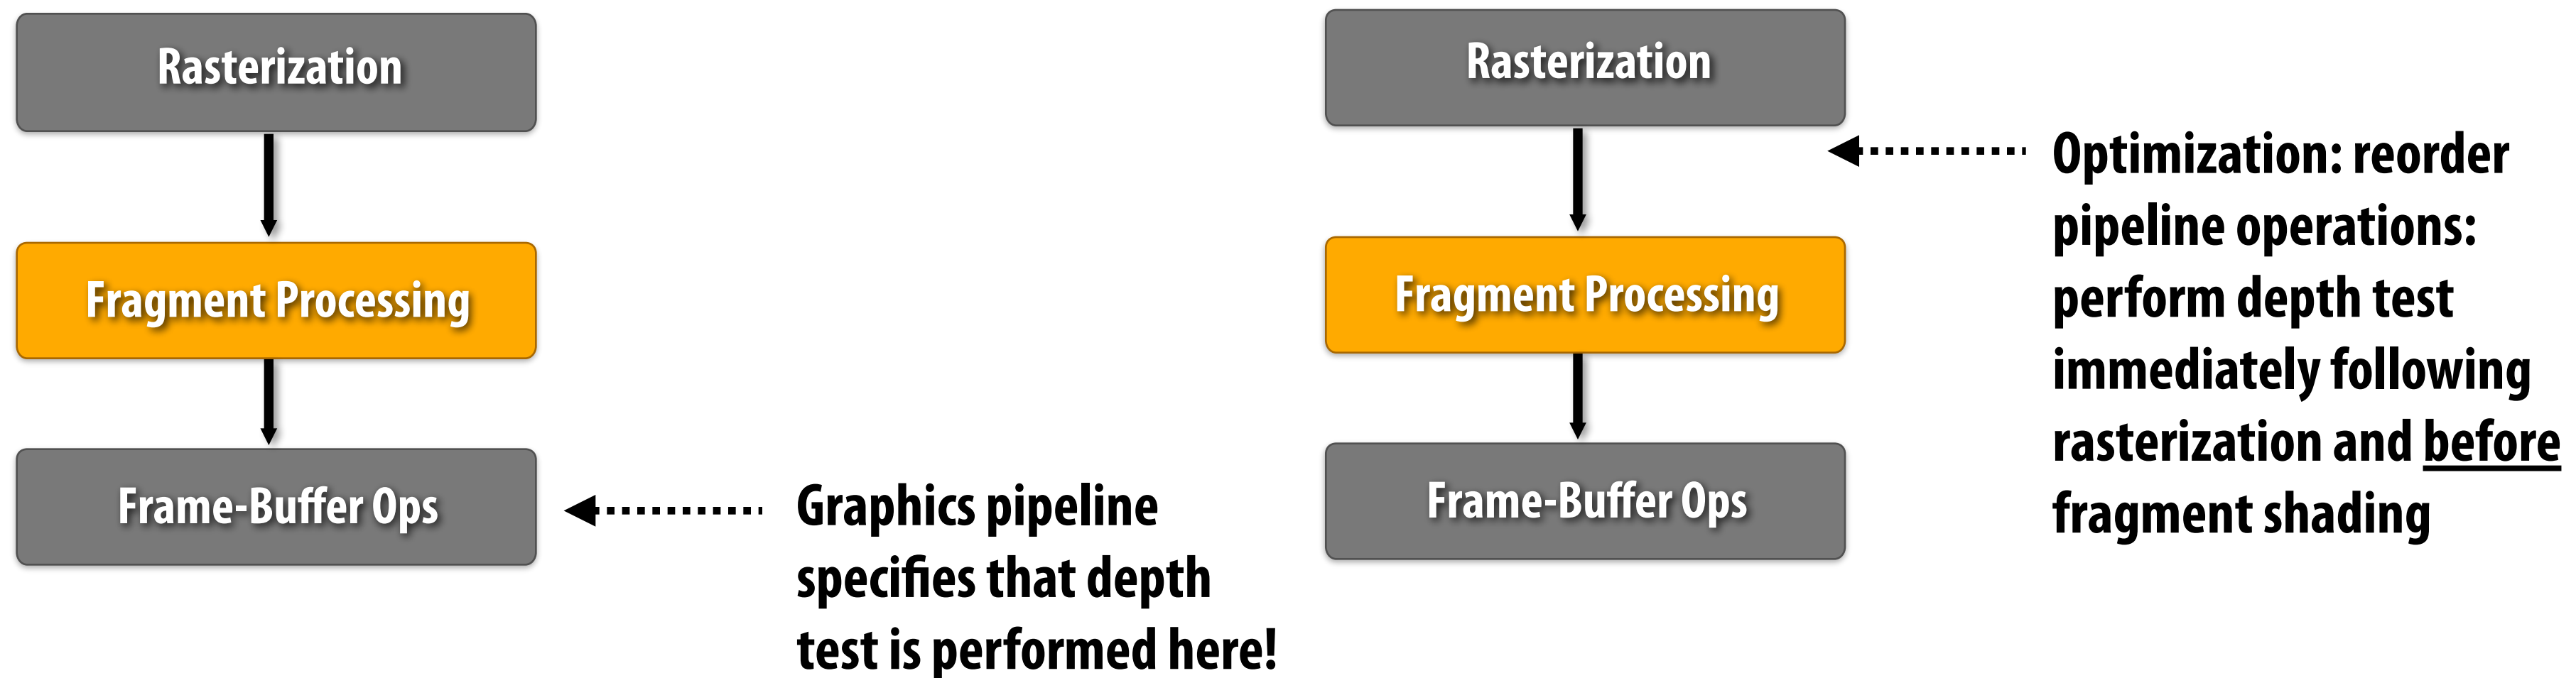 Rasterization
Fragment Processing
Frame-Buffer Ops
Graphics pipeline
specifies that depth
test is performed here!
Rasterization
Fragment Processing
Frame-Buffer Ops
Optimization: reorder
pipeline operations:
perform depth test
immediately following
rasterization and before
fragment shading